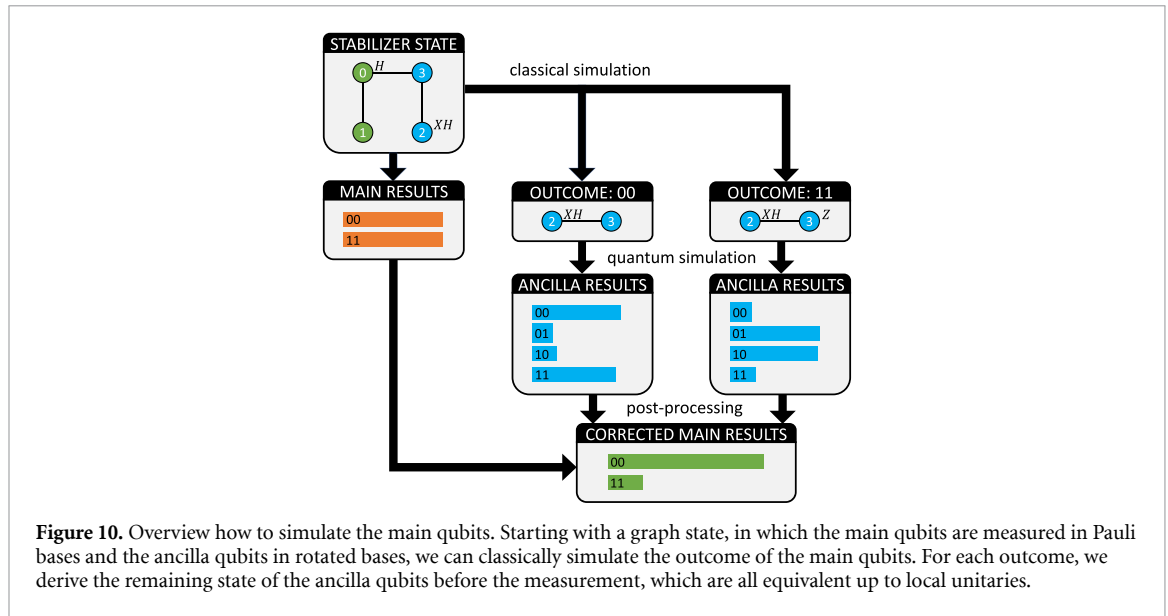 STABILIZER STATE
0 H 3
1 2 XH
classical simulation
MAIN RESULTS
00
11
OUTCOME: 00
2 XH 3
OUTCOME: 11
2 XH 3 Z
quantum simulation
ANCILLA RESULTS
00
01
10
11
ANCILLA RESULTS
00
01
10
11
post-processing
CORRECTED MAIN RESULTS
00
11
Figure 10. Overview how to simulate the main qubits. Starting with a graph state, in which the main qubits are measured in Pauli
bases and the ancilla qubits in rotated bases, we can classically simulate the outcome of the main qubits. For each outcome, we
derive the remaining state of the ancilla qubits before the measurement, which are all equivalent up to local unitaries.